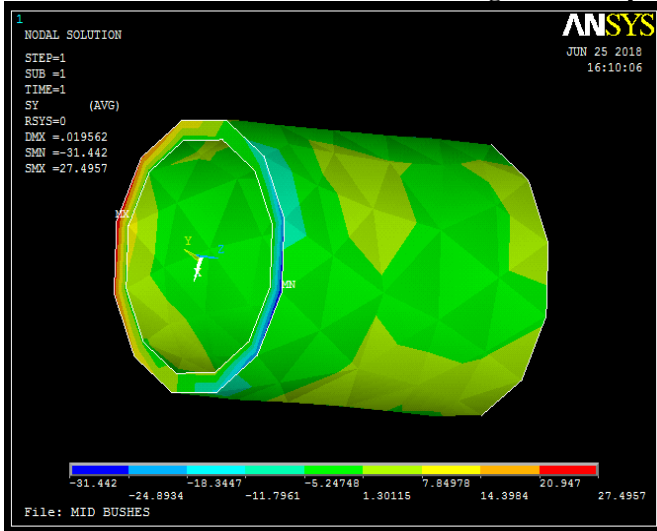 1
NODAL SOLUTION
STEP=1
SUB =1
TIME=1
SY (AVG)
RSYS=0
DMX =.019562
SMN =-31.442
SMX =27.4957
ANSYS
JUN 25 2018
16:10:06
MX
Y
Z
X
MN
-31.442 -18.3447 -5.24748 7.84978 20.947
-24.8934 -11.7961 1.30115 14.3984 27.4957
File: MID BUSHES